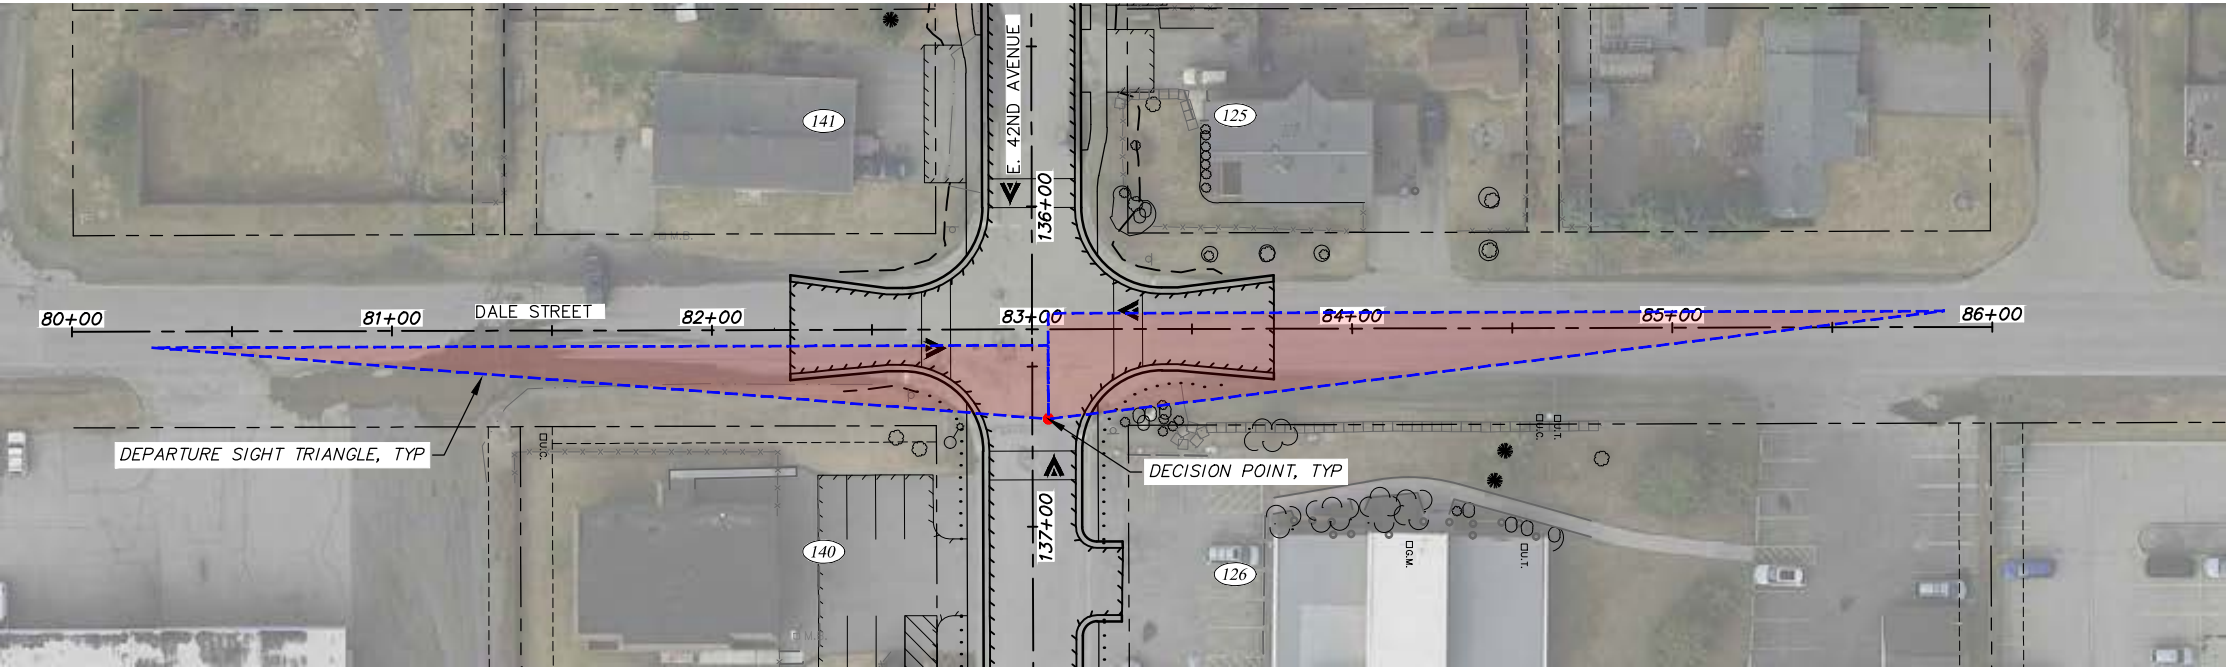 E. 42ND AVENUE
141
125
136+00
M.B.
DALE STREET
80+00
81+00
82+00
83+00
84+00
85+00
86+00
P
U.C.
U.C.
U.T.
DEPARTURE SIGHT TRIANGLE, TYP
DECISION POINT, TYP
137+00
140
126
G.M.
U.T.